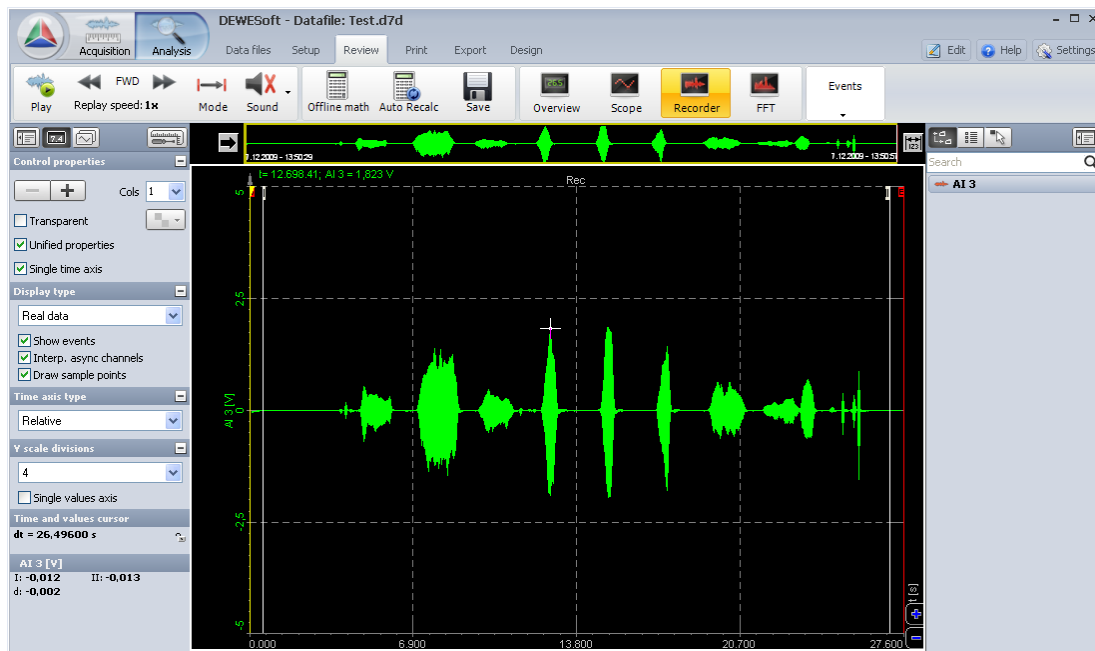 DEWESoft - Datafile: Test.d7d
Acquisition Analysis Data files Setup Review Print Export Design Edit Help Settings
Play FWD Replay speed: 1x Mode Sound Offline math Auto Recalc Save Overview Scope Recorder FFT Events
Control properties
Cols 1
Transparent
Unified properties
Single time axis
Display type
Real data
Show events
Interp. async channels
Draw sample points
Time axis type
Relative
Y scale divisions
4
Single values axis
Time and values cursor
dt = 26,49600 s
AI 3 [V]
I: -0,012 II: -0,013
d: -0,002
7.12.2009 - 13:50:29
t= 12.698.41; AI 3 = 1,823 V
Rec
5
2,5
0
AI 3 [V]
-2,5
-5
0.000 6.900 13.800 20.700 27.600
t [s]
Search
AI 3